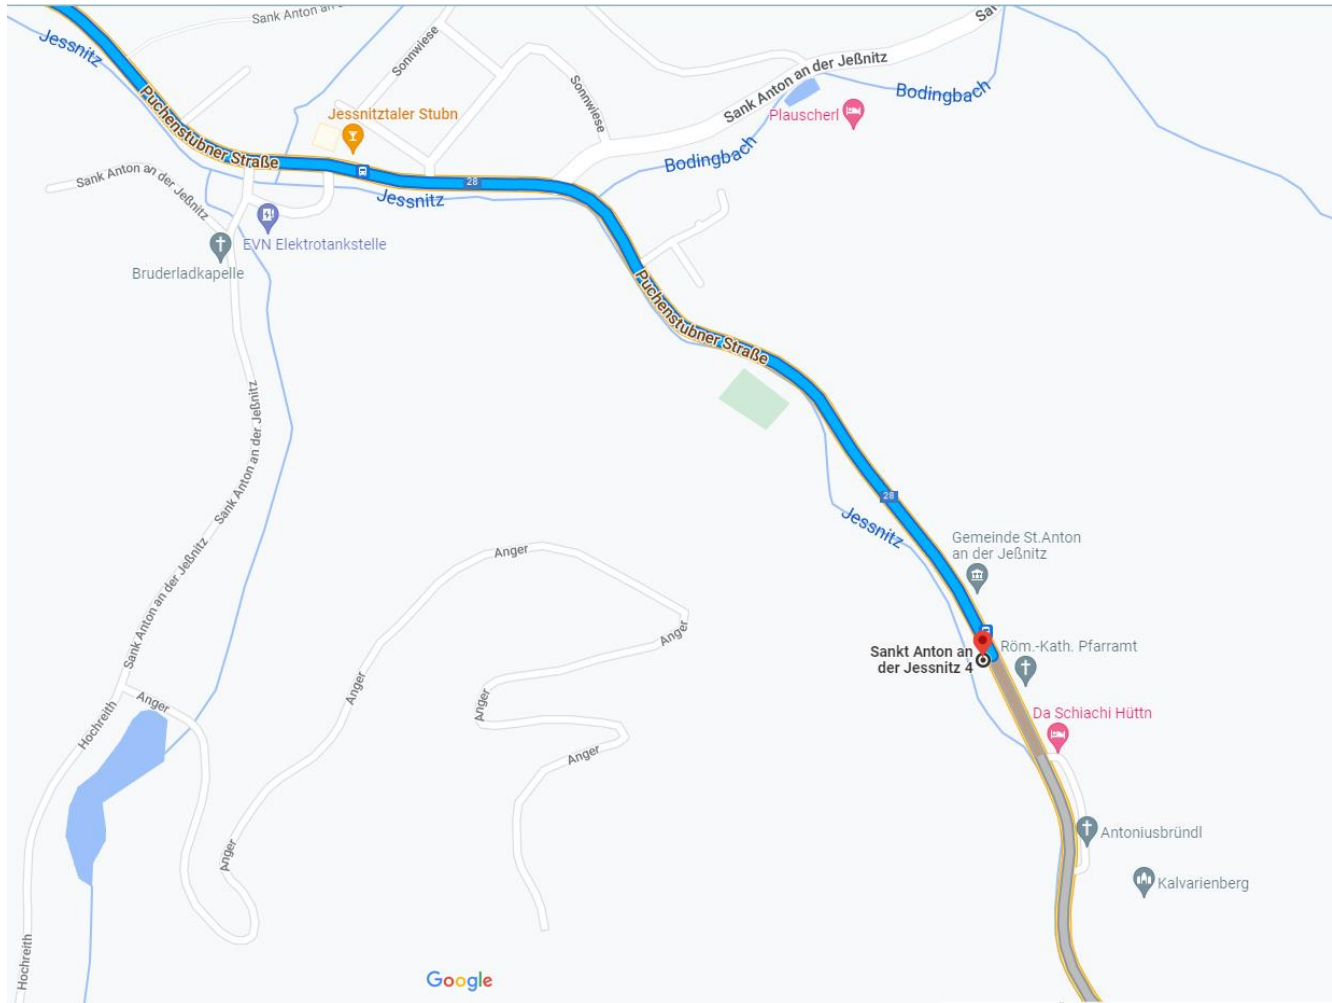 Sank Anton an d
Sa
Jessnitz
Sonnwiese
Sonnwiese
Sank Anton an der Jeßnitz
Bodingbach
Puchenstubner Straße
Jessnitztaler Stubn
Plauscherl
Bodingbach
Sank Anton an der Jeßnitz
28
Jessnitz
EVN Elektrotankstelle
Bruderladkapelle
Puchenstubner Straße
Sank Anton an der Jeßnitz
28
Jessnitz
Gemeinde St.Anton
an der Jeßnitz
Anger
Sank Anton an der Jeßnitz
Anger
Sankt Anton an
der Jessnitz 4
Röm.-Kath. Pfarramt
Anger
Anger
Anger
Hochreith
Da Schiachi Hüttn
Anger
Anger
Antoniusbründl
Kalvarienberg
Hochreith
Google